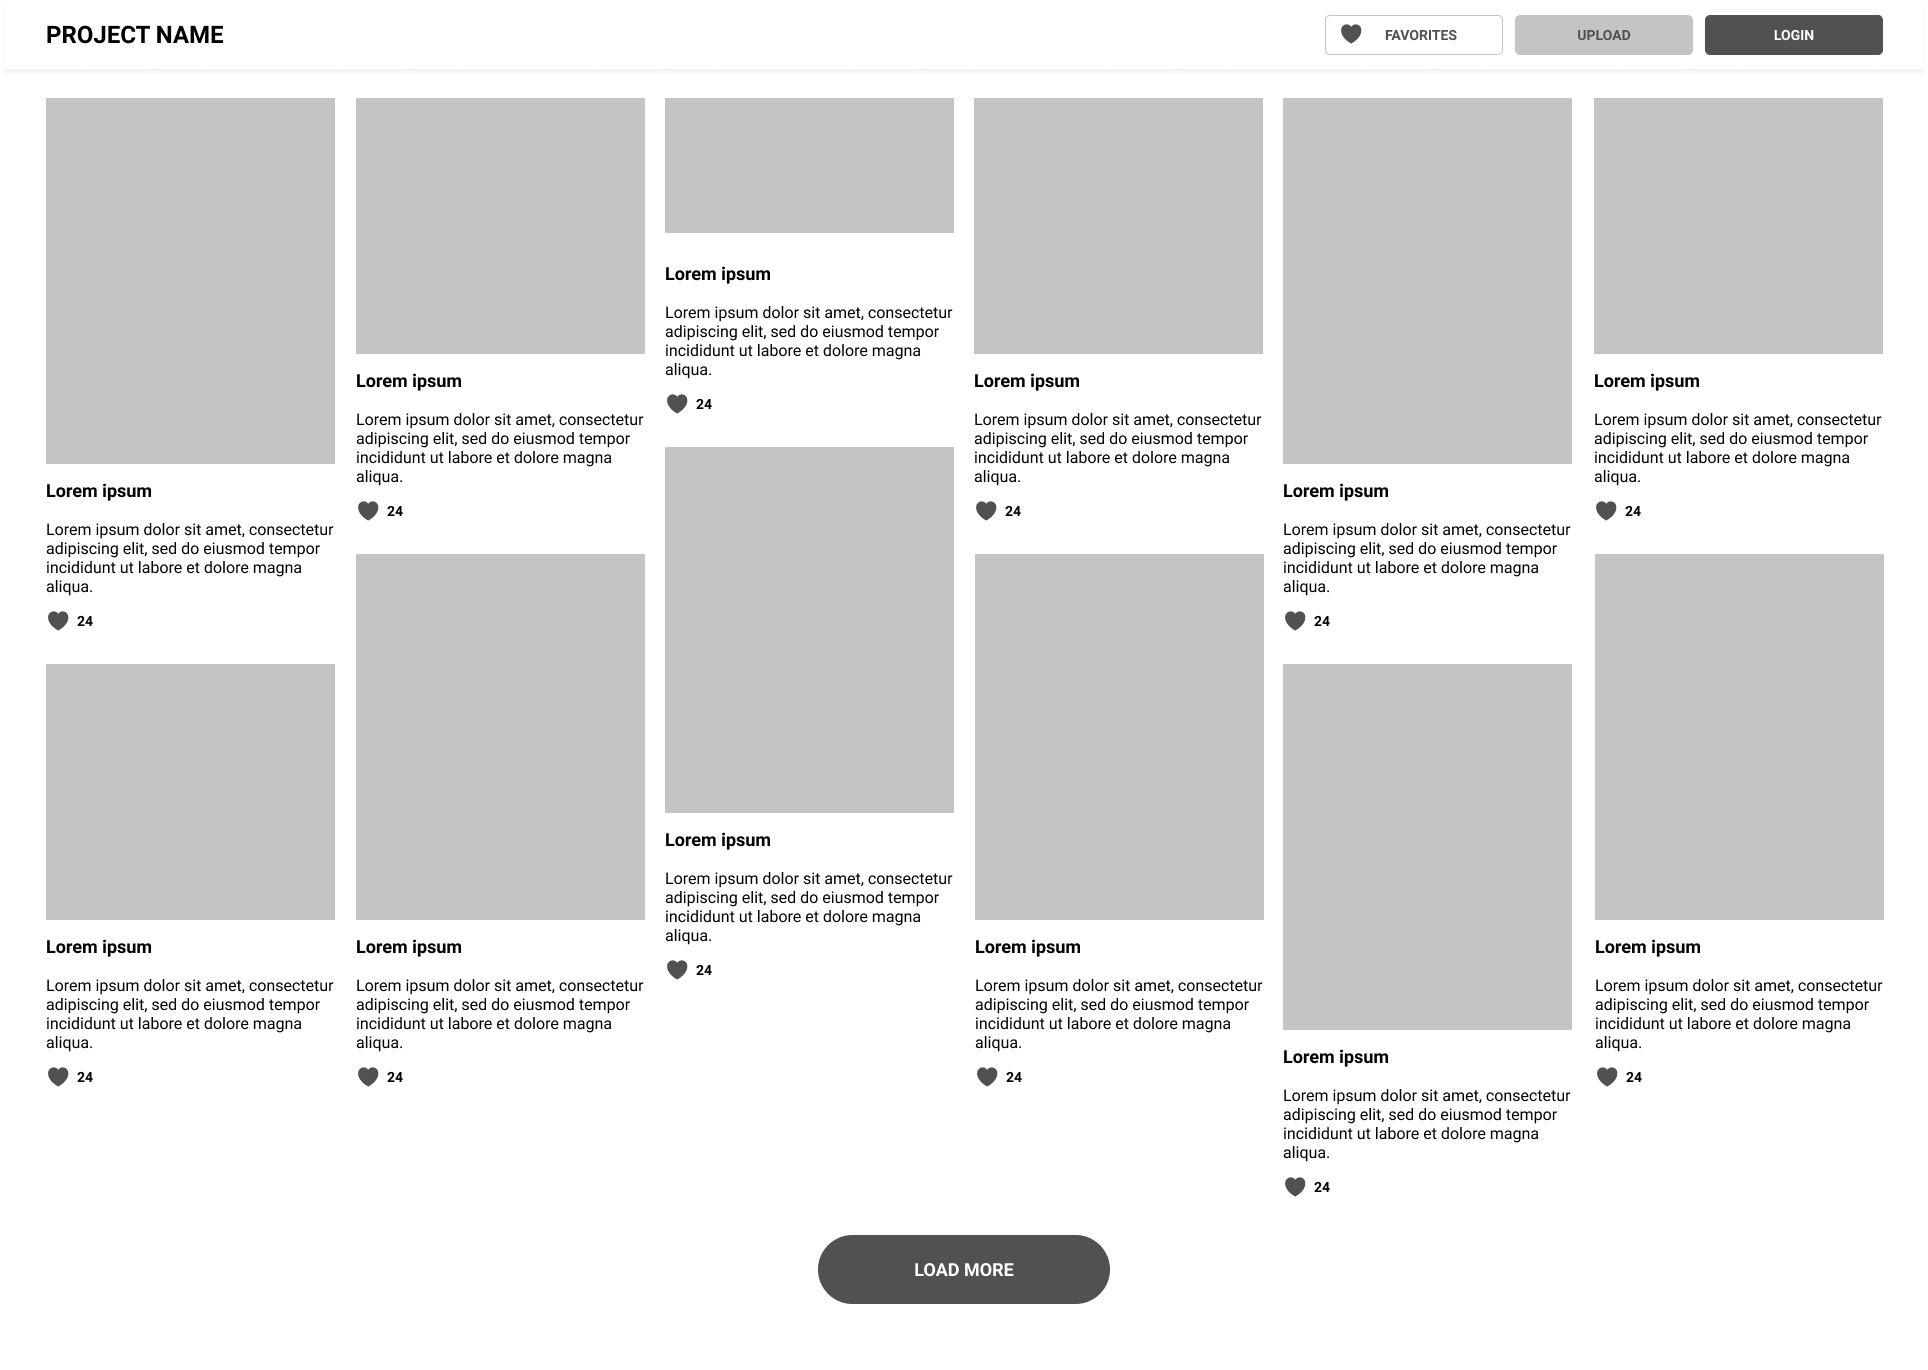 PROJECT NAME
FAVORITES
UPLOAD
LOGIN
Lorem ipsum
Lorem ipsum dolor sit amet, consectetur
adipiscing elit, sed do eiusmod tempor
incididunt ut labore et dolore magna
aliqua.
24
Lorem ipsum
Lorem ipsum dolor sit amet, consectetur
adipiscing elit, sed do eiusmod tempor
incididunt ut labore et dolore magna
aliqua.
24
Lorem ipsum
Lorem ipsum dolor sit amet, consectetur
adipiscing elit, sed do eiusmod tempor
incididunt ut labore et dolore magna
aliqua.
24
Lorem ipsum
Lorem ipsum dolor sit amet, consectetur
adipiscing elit, sed do eiusmod tempor
incididunt ut labore et dolore magna
aliqua.
24
Lorem ipsum
Lorem ipsum dolor sit amet, consectetur
adipiscing elit, sed do eiusmod tempor
incididunt ut labore et dolore magna
aliqua.
24
Lorem ipsum
Lorem ipsum dolor sit amet, consectetur
adipiscing elit, sed do eiusmod tempor
incididunt ut labore et dolore magna
aliqua.
24
Lorem ipsum
Lorem ipsum dolor sit amet, consectetur
adipiscing elit, sed do eiusmod tempor
incididunt ut labore et dolore magna
aliqua.
24
Lorem ipsum
Lorem ipsum dolor sit amet, consectetur
adipiscing elit, sed do eiusmod tempor
incididunt ut labore et dolore magna
aliqua.
24
Lorem ipsum
Lorem ipsum dolor sit amet, consectetur
adipiscing elit, sed do eiusmod tempor
incididunt ut labore et dolore magna
aliqua.
24
Lorem ipsum
Lorem ipsum dolor sit amet, consectetur
adipiscing elit, sed do eiusmod tempor
incididunt ut labore et dolore magna
aliqua.
24
Lorem ipsum
Lorem ipsum dolor sit amet, consectetur
adipiscing elit, sed do eiusmod tempor
incididunt ut labore et dolore magna
aliqua.
24
Lorem ipsum
Lorem ipsum dolor sit amet, consectetur
adipiscing elit, sed do eiusmod tempor
incididunt ut labore et dolore magna
aliqua.
24
LOAD MORE